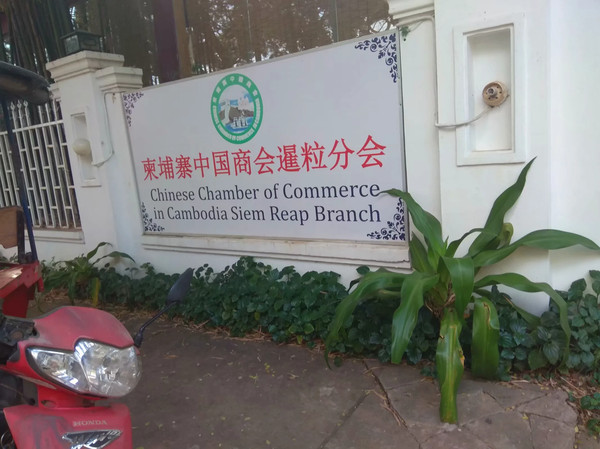 柬埔寨中国商会暹粒分会
Chinese Chamber of Commerce
in Cambodia Siem Reap Branch
HONDA